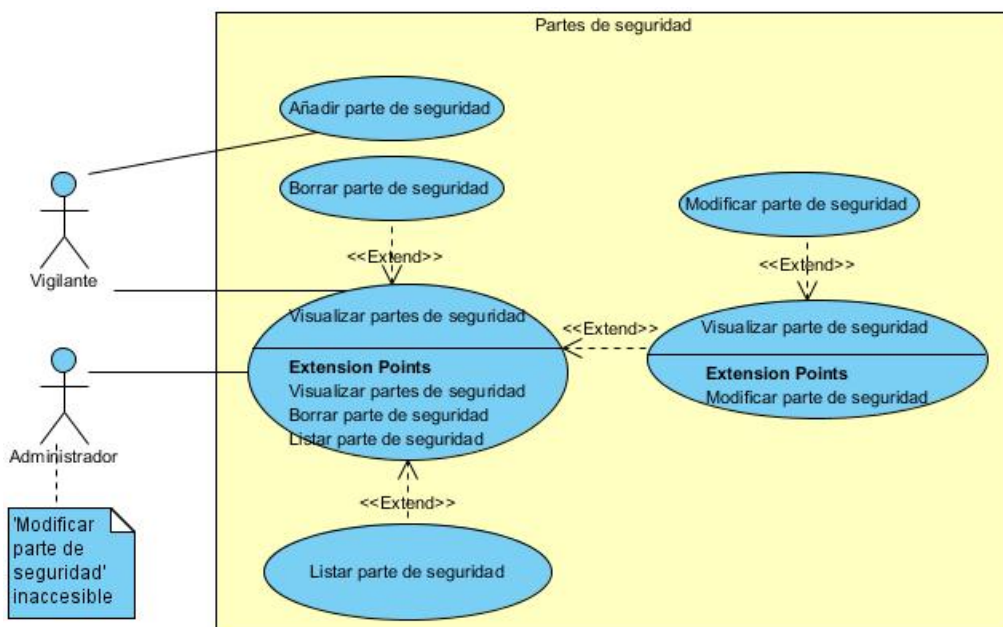 Partes de seguridad
Añadir parte de seguridad
Borrar parte de seguridad
Modificar parte de seguridad
<<Extend>>
<<Extend>>
Vigilante
Visualizar partes de seguridad
Extension Points
Visualizar partes de seguridad
Borrar parte de seguridad
Listar parte de seguridad
<<Extend>>
Visualizar parte de seguridad
Extension Points
Modificar parte de seguridad
Administrador
'Modificar
parte de
seguridad'
inaccesible
<<Extend>>
Listar parte de seguridad